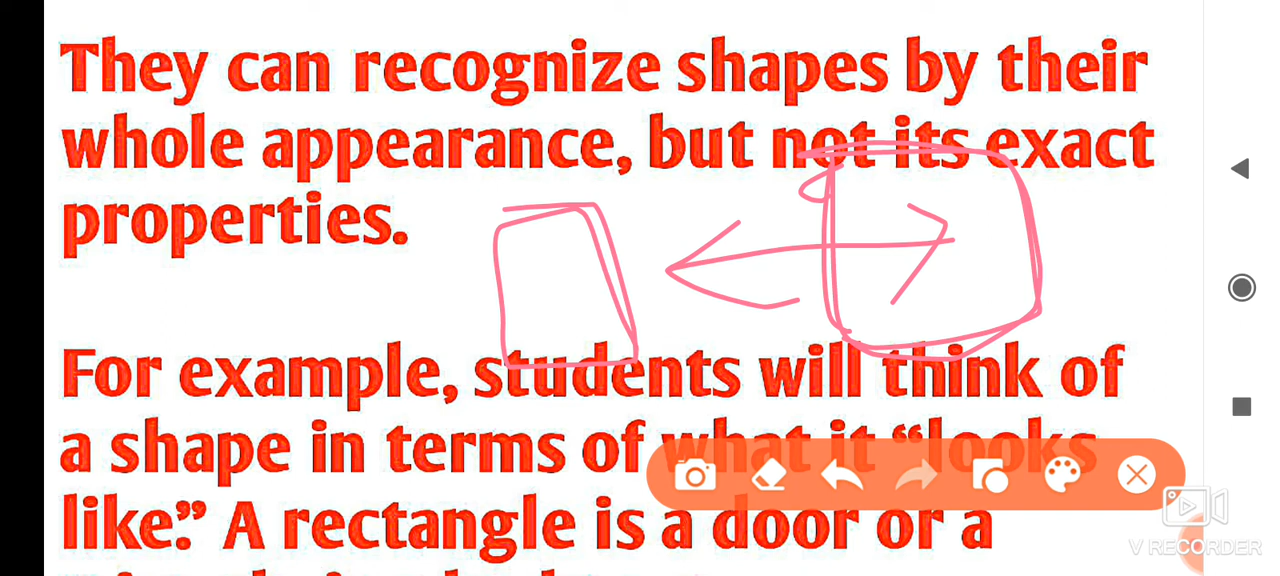 They can recognize shapes by their
whole appearance, but not its exact
properties.
For example, students will think of
a shape in terms of what it “looks
like.” A rectangle is a door or a
V RECORDER